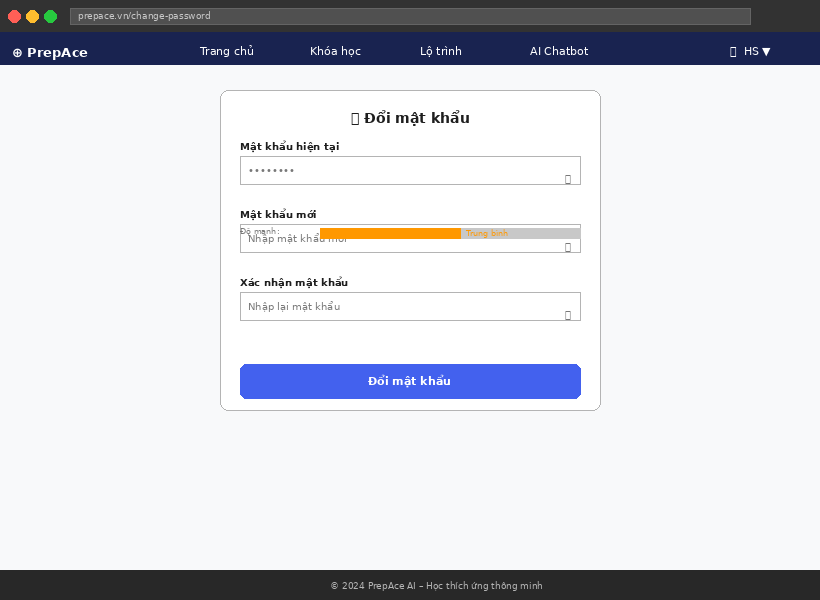 prepace.vn/change-password
⊕ PrepAce Trang chủ Khóa học Lộ trình AI Chatbot HS ▼
Đổi mật khẩu
Mật khẩu hiện tại
••••••••
Mật khẩu mới
Độ mạnh: Trung bình
Nhập mật khẩu mới
Xác nhận mật khẩu
Nhập lại mật khẩu
Đổi mật khẩu
© 2024 PrepAce AI – Học thích ứng thông minh